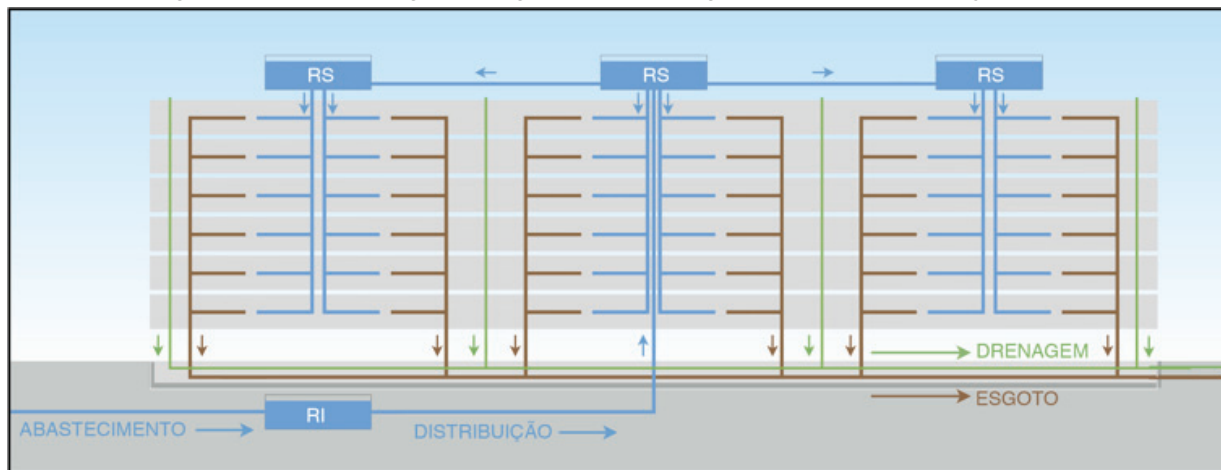 RS
RS
RS
DRENAGEM
ESGOTO
RI
ABASTECIMENTO
DISTRIBUIÇÃO